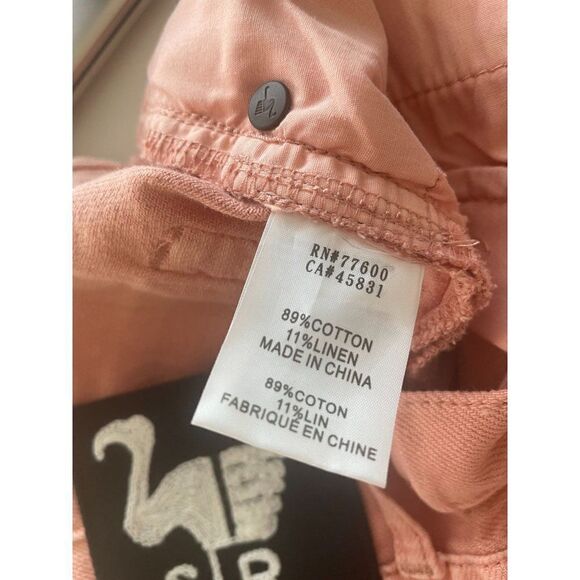 RN#77600
CA#45831
89%COTTON
11%LINEN
MADE IN CHINA
89%COTON
11%LIN
FABRIQUÉ EN CHINE